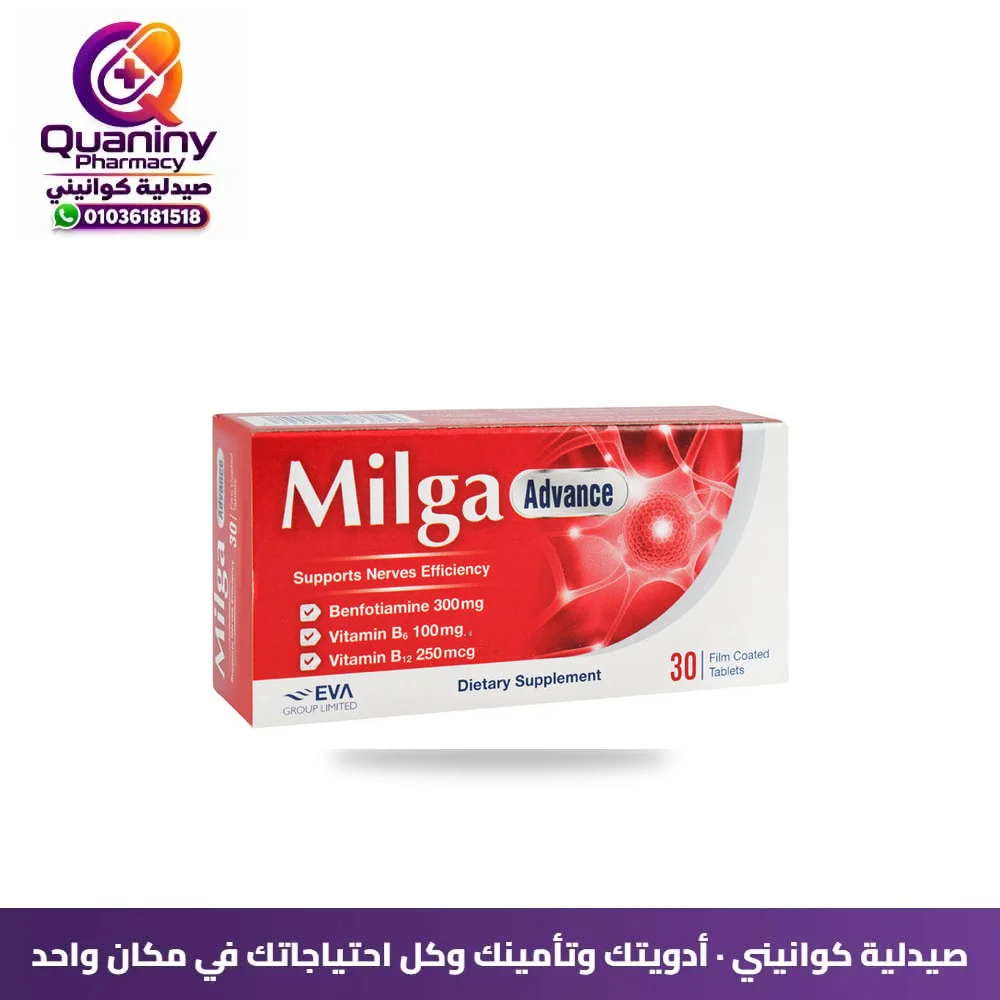 Quaniny
Pharmacy
صيدلية كوانيني
01036181518
Milga Advance
Supports Nerves Efficiency
Benfotiamine 300mg
Vitamin B₆ 100mg.
Vitamin B₁₂ 250mcg
EVA
GROUP LIMITED
Dietary Supplement
30 Film Coated
Tablets
Milga Advance
30
صيدلية كوانيني · أدويتك وتأمينك وكل احتياجاتك في مكان واحد